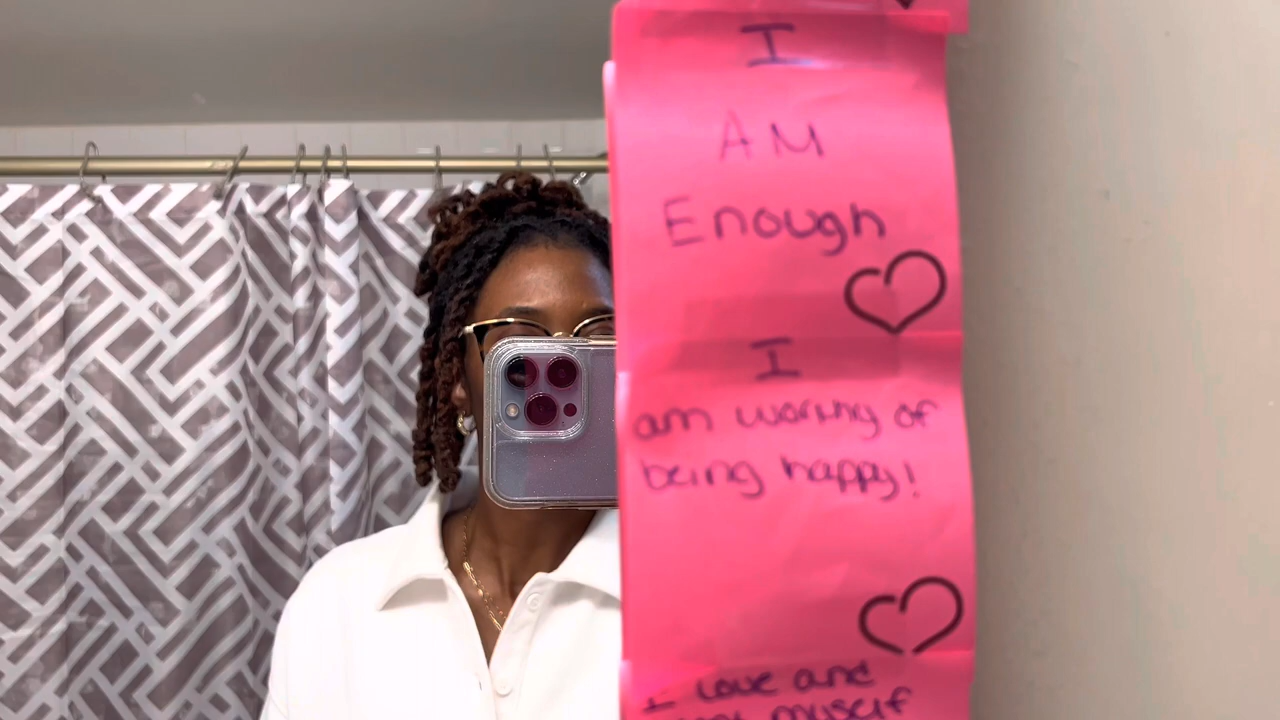 I
AM
Enough
I
am worthy of
being happy!
I love and
myself